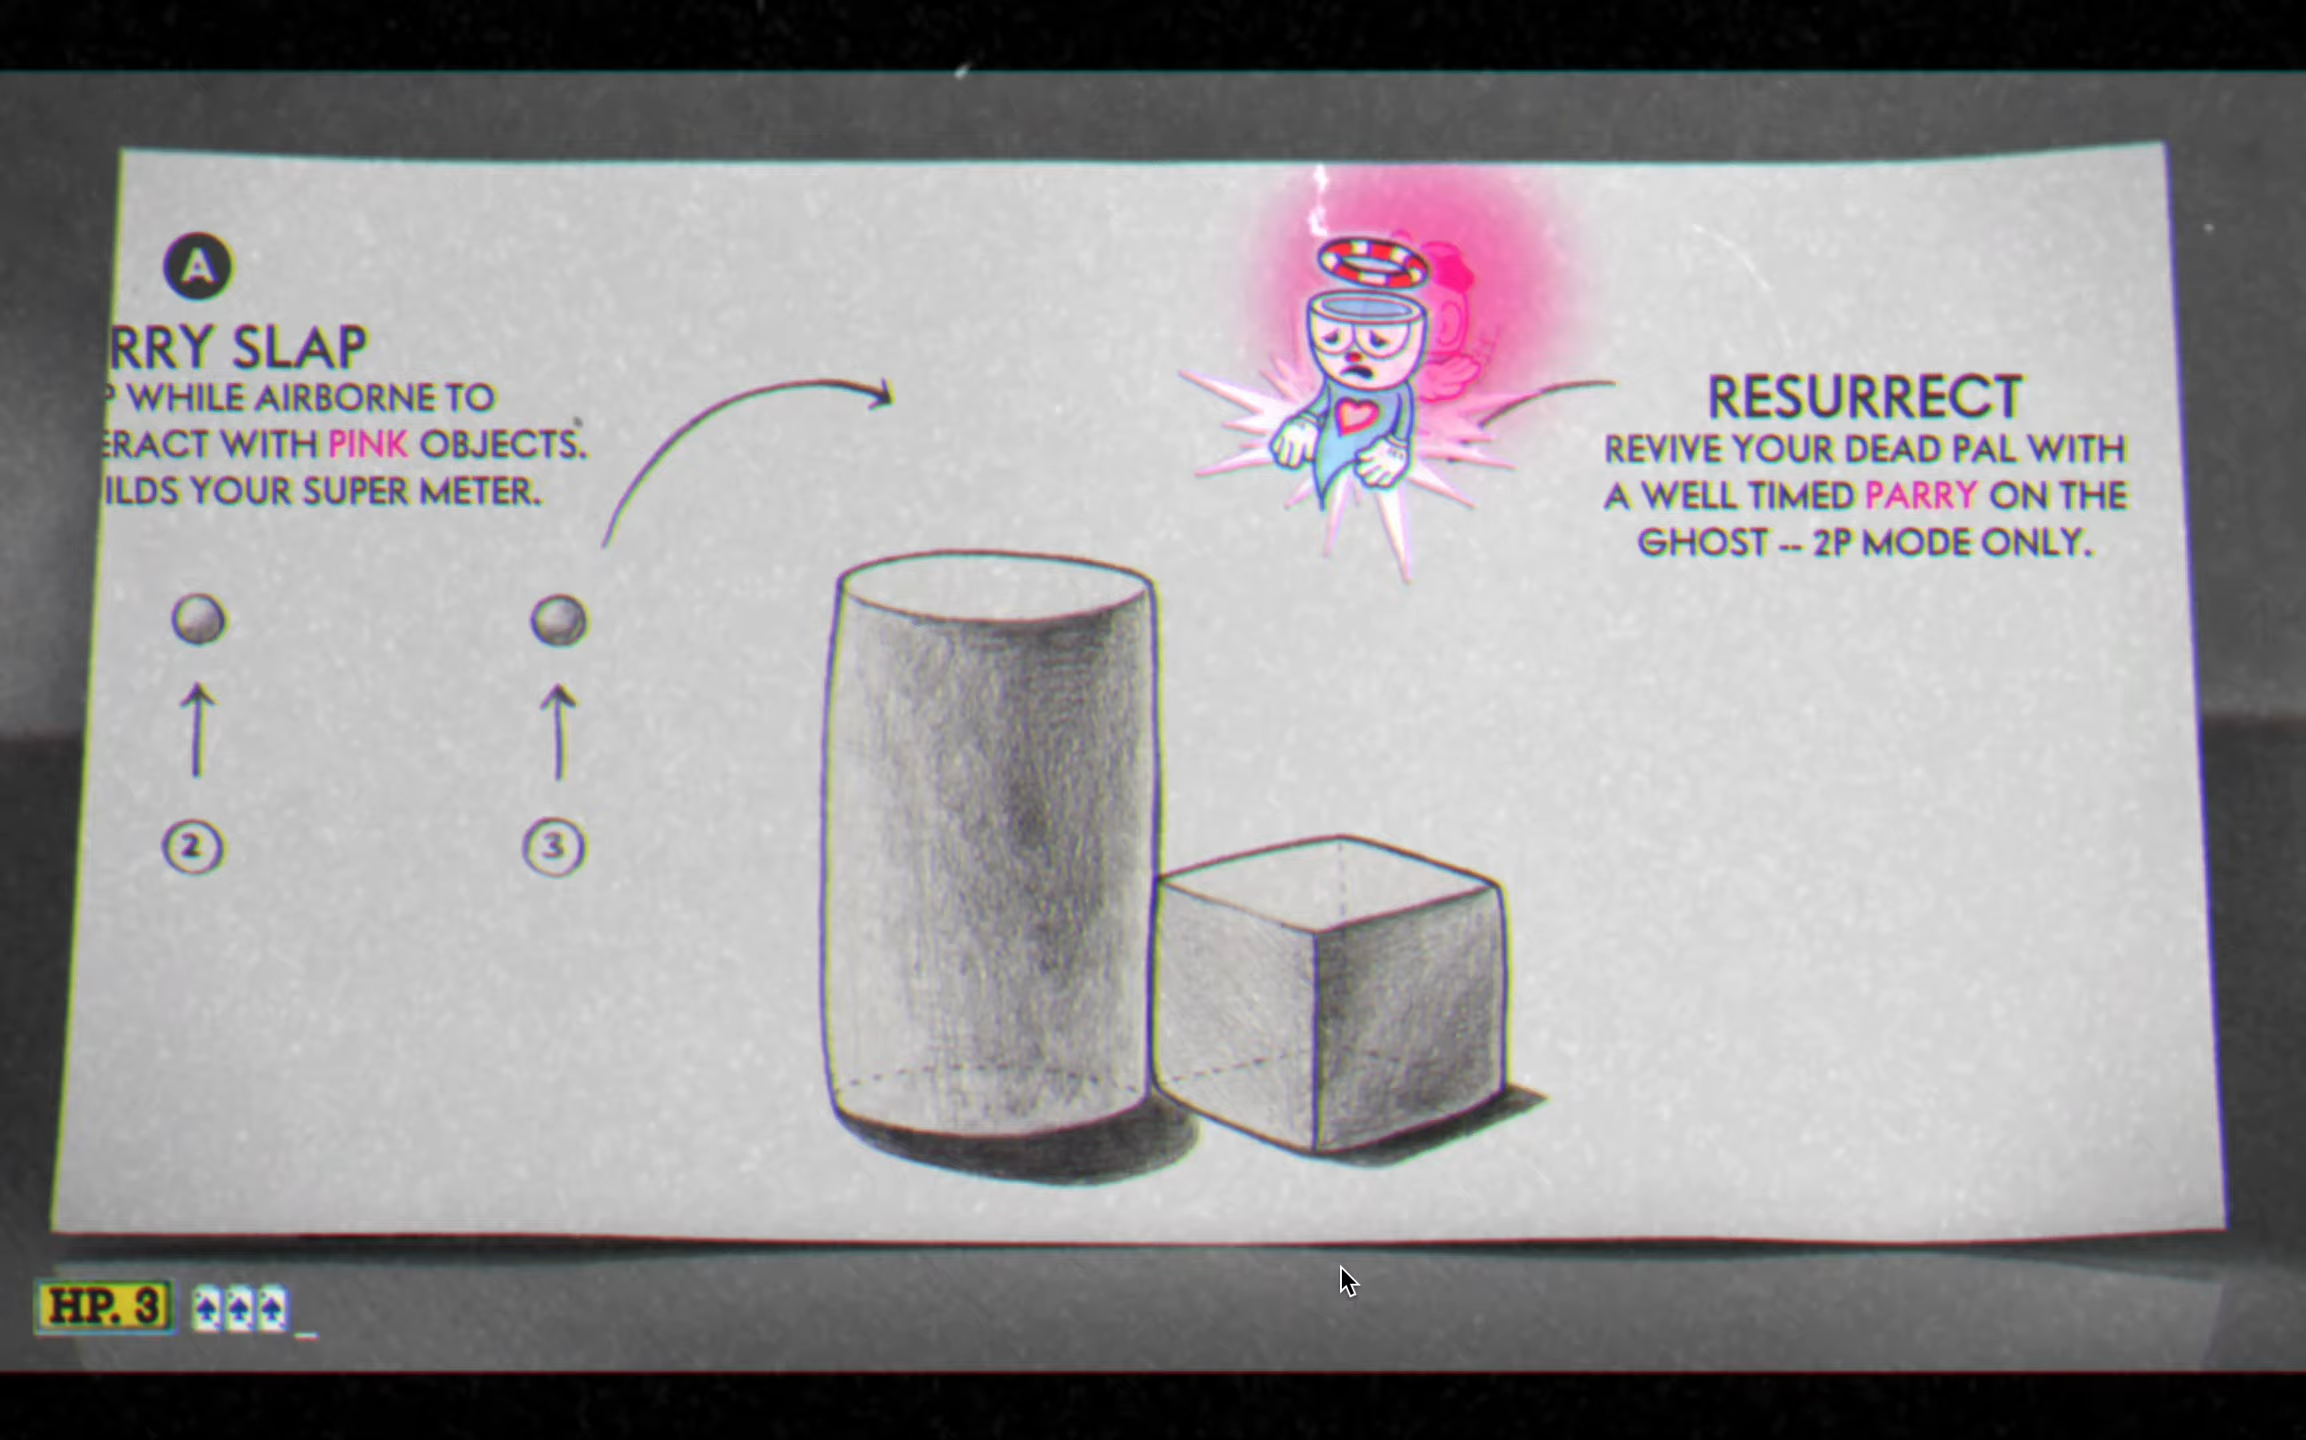 A
RRY SLAP
P WHILE AIRBORNE TO
ERACT WITH PINK OBJECTS.
ILDS YOUR SUPER METER.
2
3
RESURRECT
REVIVE YOUR DEAD PAL WITH
A WELL TIMED PARRY ON THE
GHOST -- 2P MODE ONLY.
HP. 3